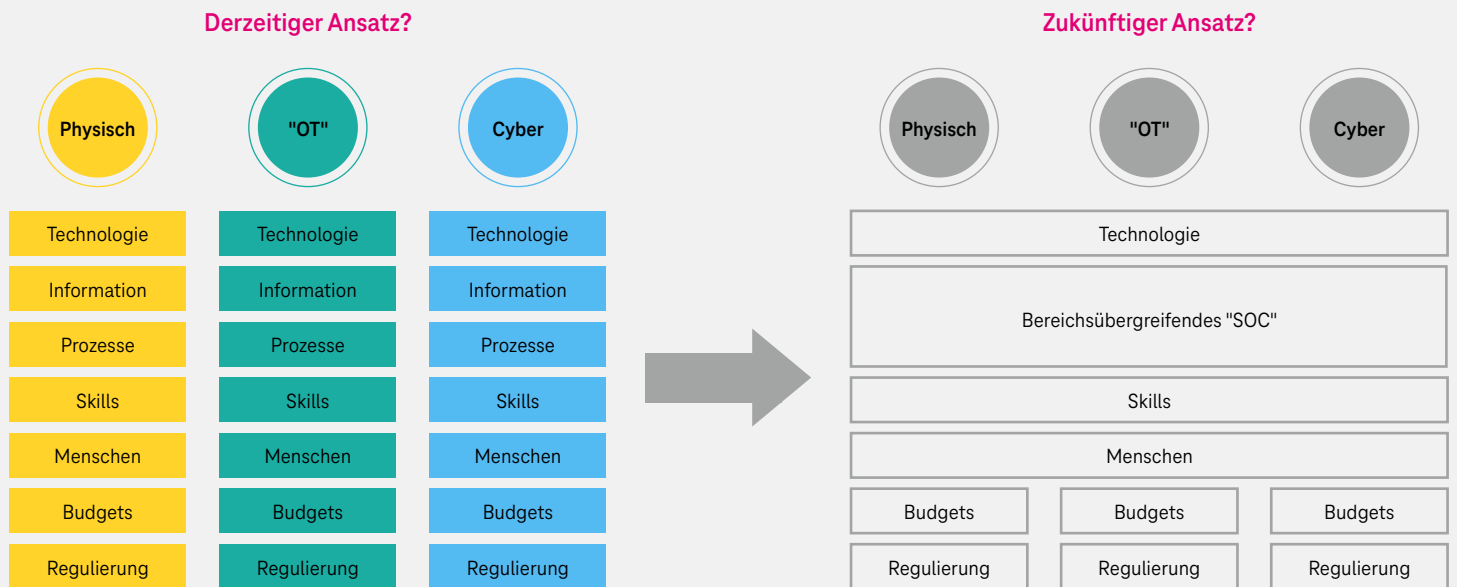 Derzeitiger Ansatz?
Zukünftiger Ansatz?
Physisch
"OT"
Cyber
Physisch
"OT"
Cyber
Technologie
Technologie
Technologie
Technologie
Information
Information
Information
Bereichsübergreifendes "SOC"
Prozesse
Prozesse
Prozesse
Skills
Skills
Skills
Skills
Menschen
Menschen
Menschen
Menschen
Budgets
Budgets
Budgets
Budgets
Budgets
Budgets
Regulierung
Regulierung
Regulierung
Regulierung
Regulierung
Regulierung